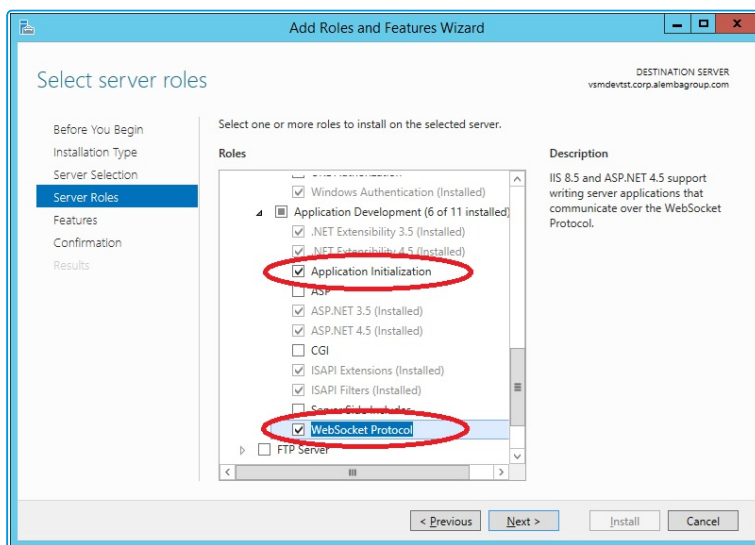 Add Roles and Features Wizard
Select server roles
DESTINATION SERVER
vsmdevtst.corp.alembagroup.com
Before You Begin
Installation Type
Server Selection
Server Roles
Features
Confirmation
Results
Select one or more roles to install on the selected server.
Roles
Windows Authentication (Installed)
Application Development (6 of 11 installed)
.NET Extensibility 3.5 (Installed)
.NET Extensibility 4.5 (Installed)
Application Initialization
ASP
ASP.NET 3.5 (Installed)
ASP.NET 4.5 (Installed)
CGI
ISAPI Extensions (Installed)
ISAPI Filters (Installed)
Server Side Includes
WebSocket Protocol
FTP Server
Description
IIS 8.5 and ASP.NET 4.5 support
writing server applications that
communicate over the WebSocket
Protocol.
< Previous
Next >
Install
Cancel